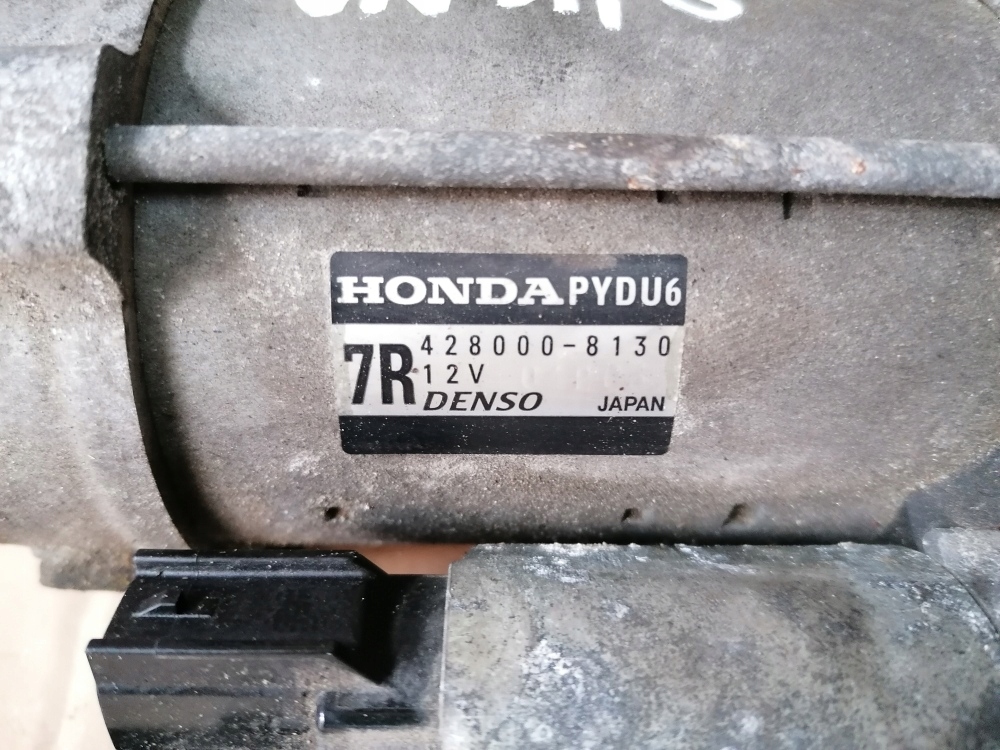 HONDA PYDU6
7R 428000-8130
12V
DENSO JAPAN